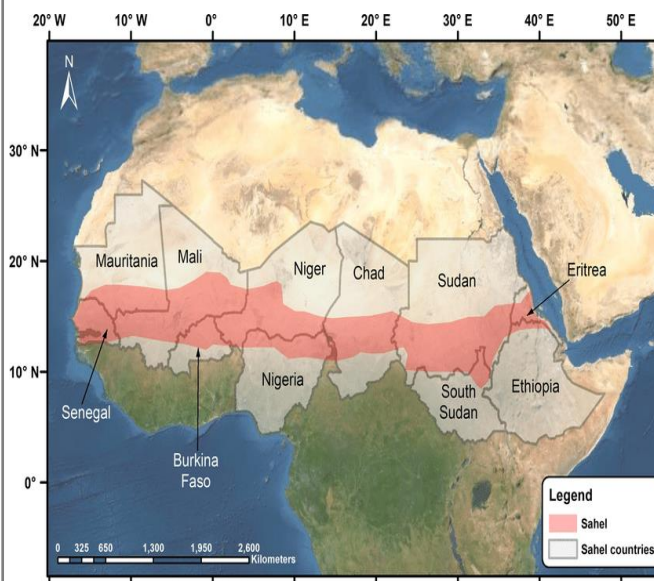 20° W 10° W 0° 10° E 20° E 30° E 40° E 50° E
N
30° N
20° N
10° N
0°
Mauritania
Mali
Niger
Chad
Sudan
Eritrea
Nigeria
South
Sudan
Ethiopia
Senegal
Burkina
Faso
Legend
Sahel
Sahel countries
0 325 650 1,300 1,950 2,600
Kilometers